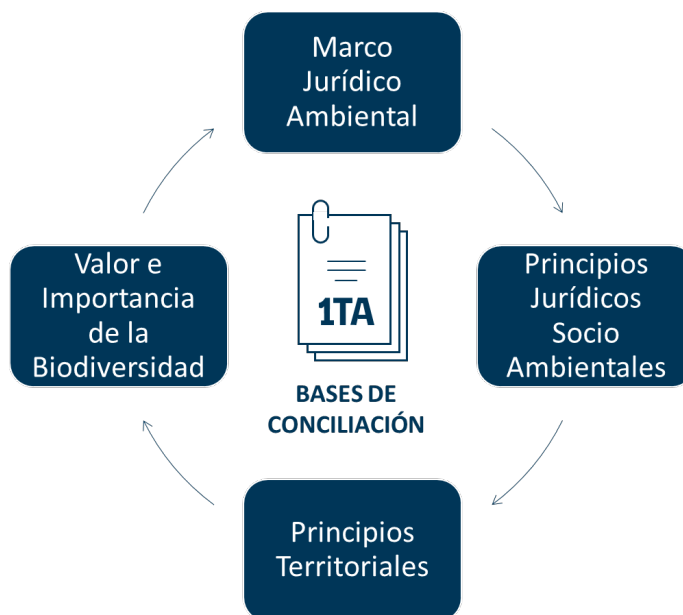 Marco
Jurídico
Ambiental
Valor e
Importancia
de la
Biodiversidad
1TA
BASES DE
CONCILIACIÓN
Principios
Jurídicos
Socio
Ambientales
Principios
Territoriales